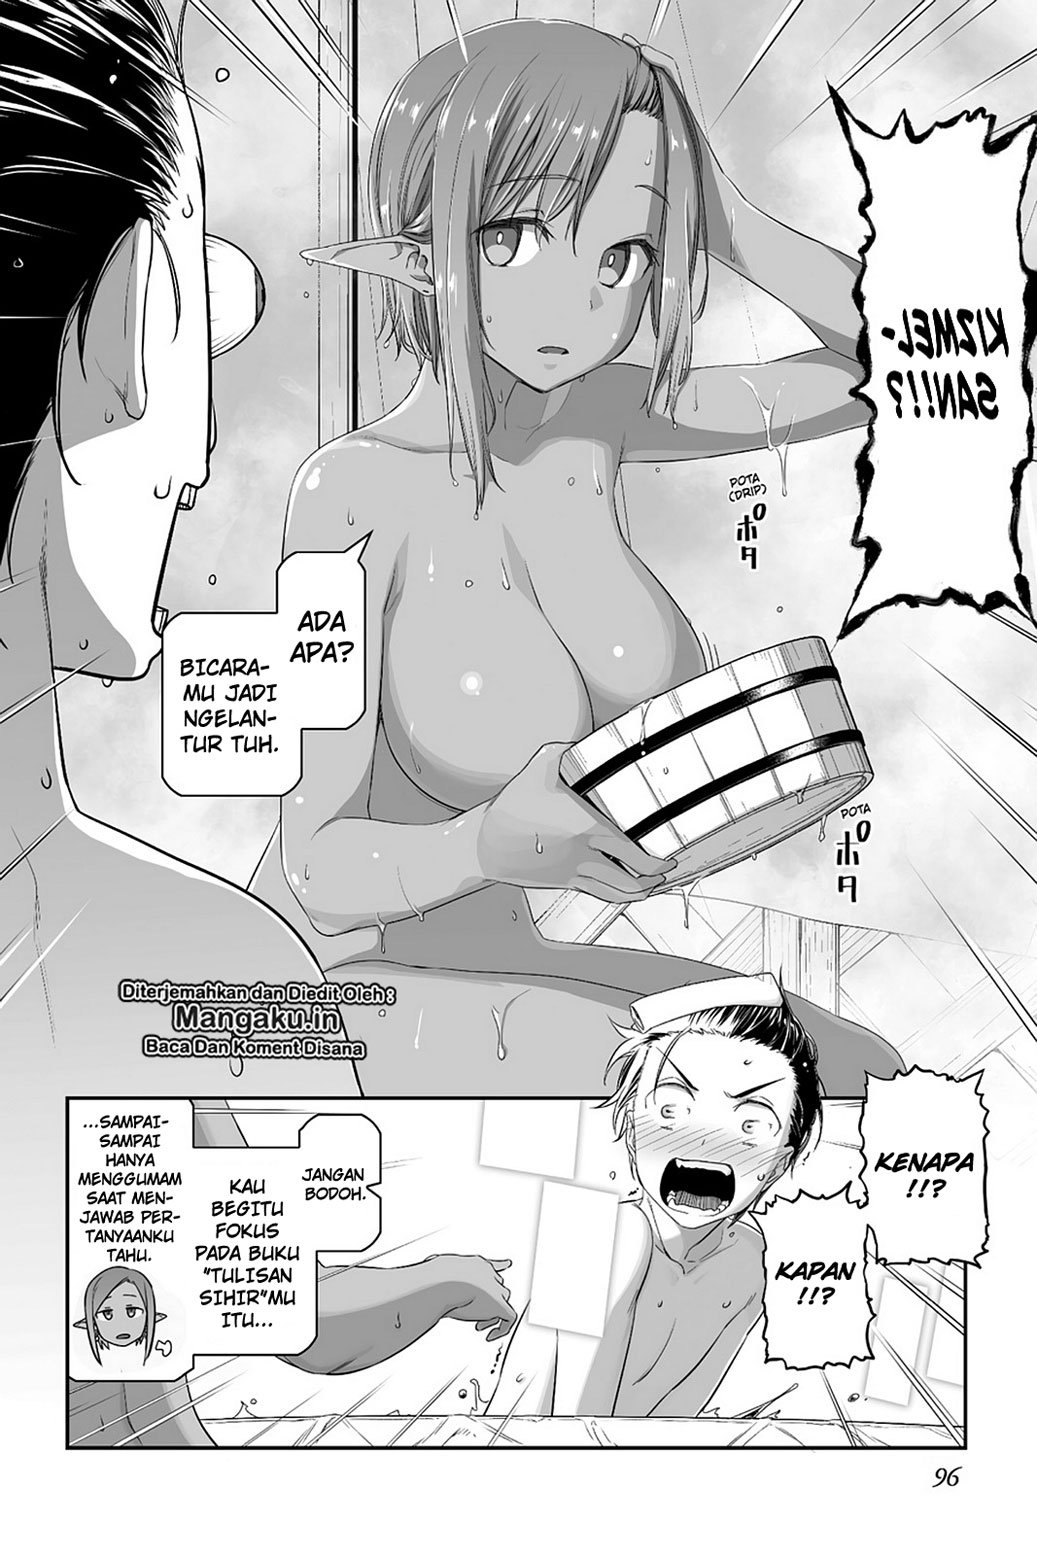 KIZMEL-
SAN!!!?
POTA
(DRIP)
ポタ
ADA
APA?
BICARA-
MU JADI
NGELAN-
TUR TUH.
POTA
ポタ
Diterjemahkan dan Diedit Oleh:
Mangaku.in
Baca Dan Koment Disana
KENAPA
!!?
KAPAN
!!?
JANGAN
BODOH.
KAU
BEGITU
FOKUS
PADA BUKU
"TULISAN
SIHIR"MU
ITU...
...SAMPAI-
SAMPAI
HANYA
MENGGUMAM
SAAT MEN-
JAWAB PER-
TANYAANKU
TAHU.
96